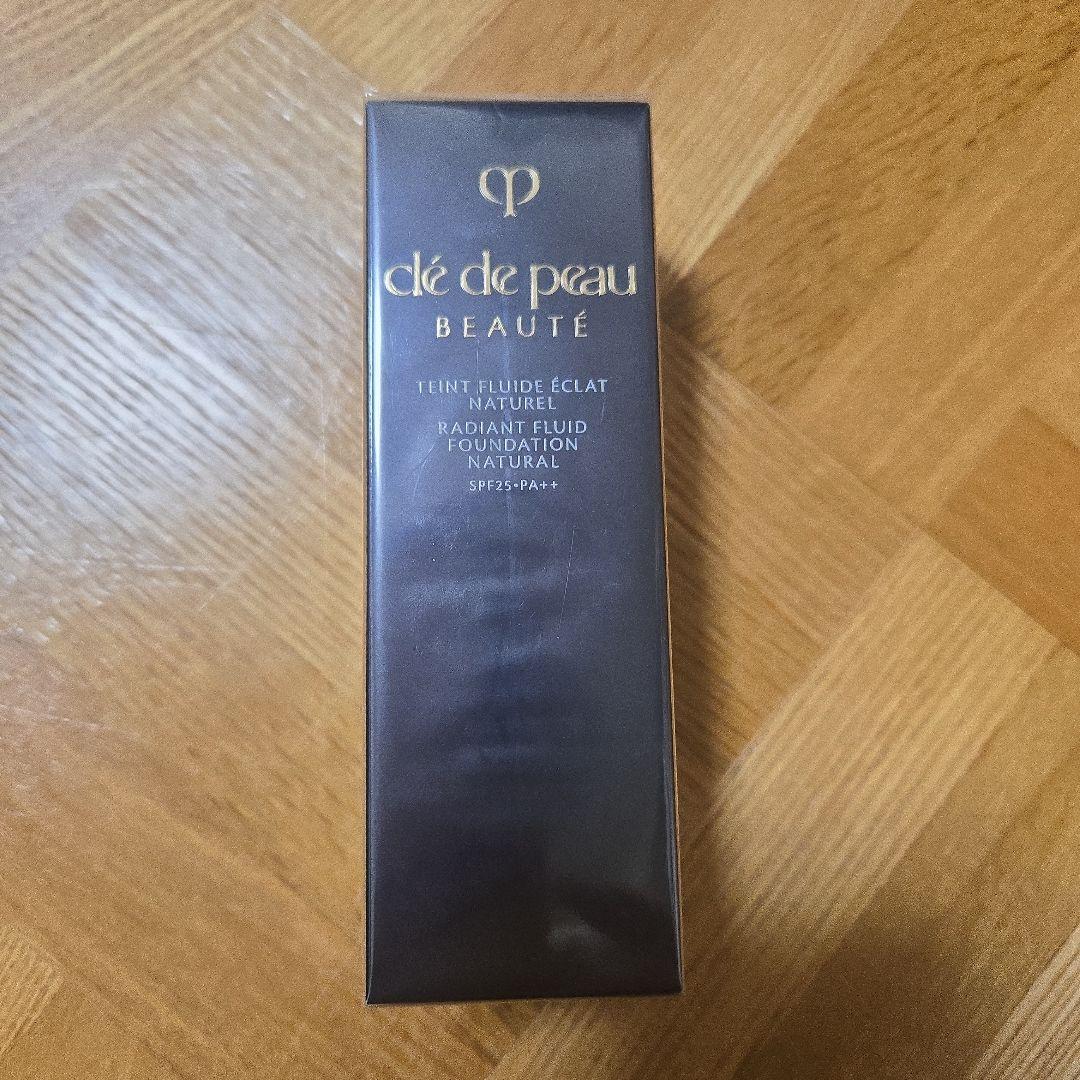 clé de peau
BEAUTÉ
TEINT FLUIDE ÉCLAT
NATUREL
RADIANT FLUID
FOUNDATION
NATURAL
SPF25•PA++